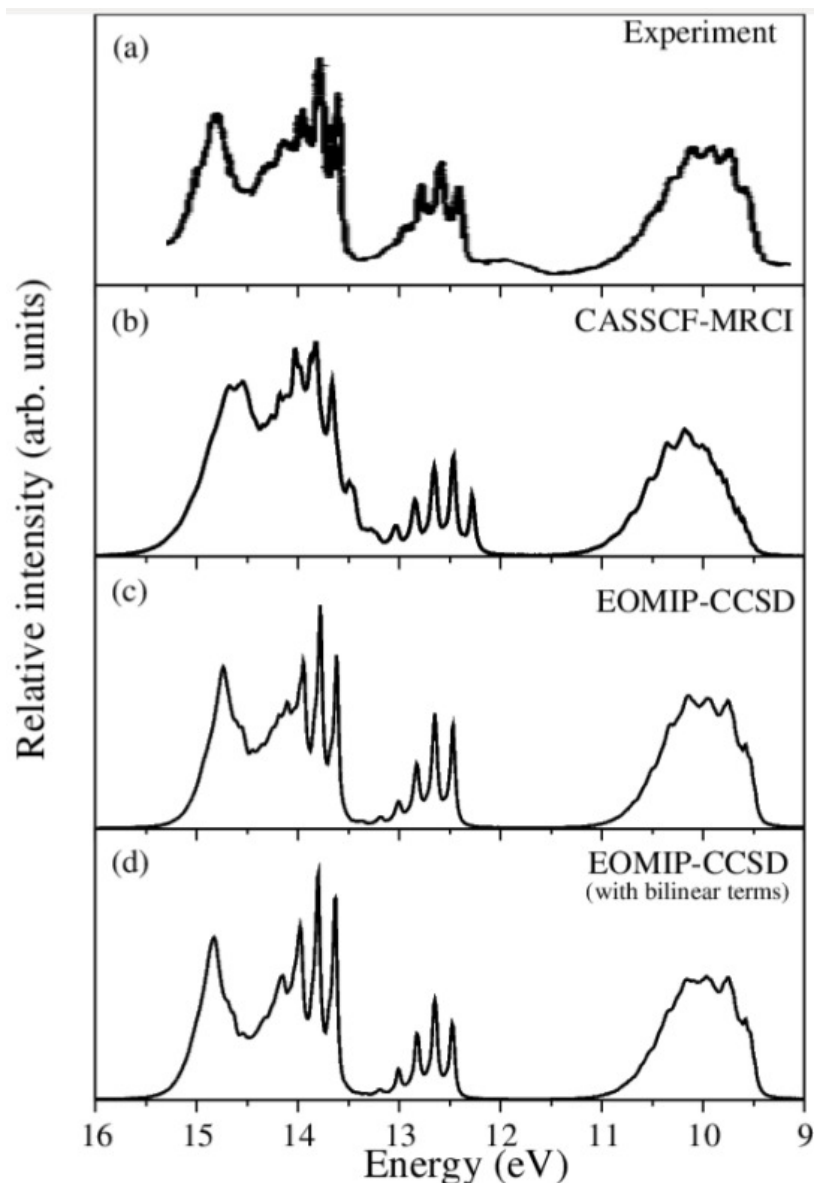 (a)
Experiment
(b)
CASSCF-MRCI
(c)
EOMIP-CCSD
(d)
EOMIP-CCSD
(with bilinear terms)
Relative intensity (arb. units)
16 15 14 13 12 11 10 9
Energy (eV)